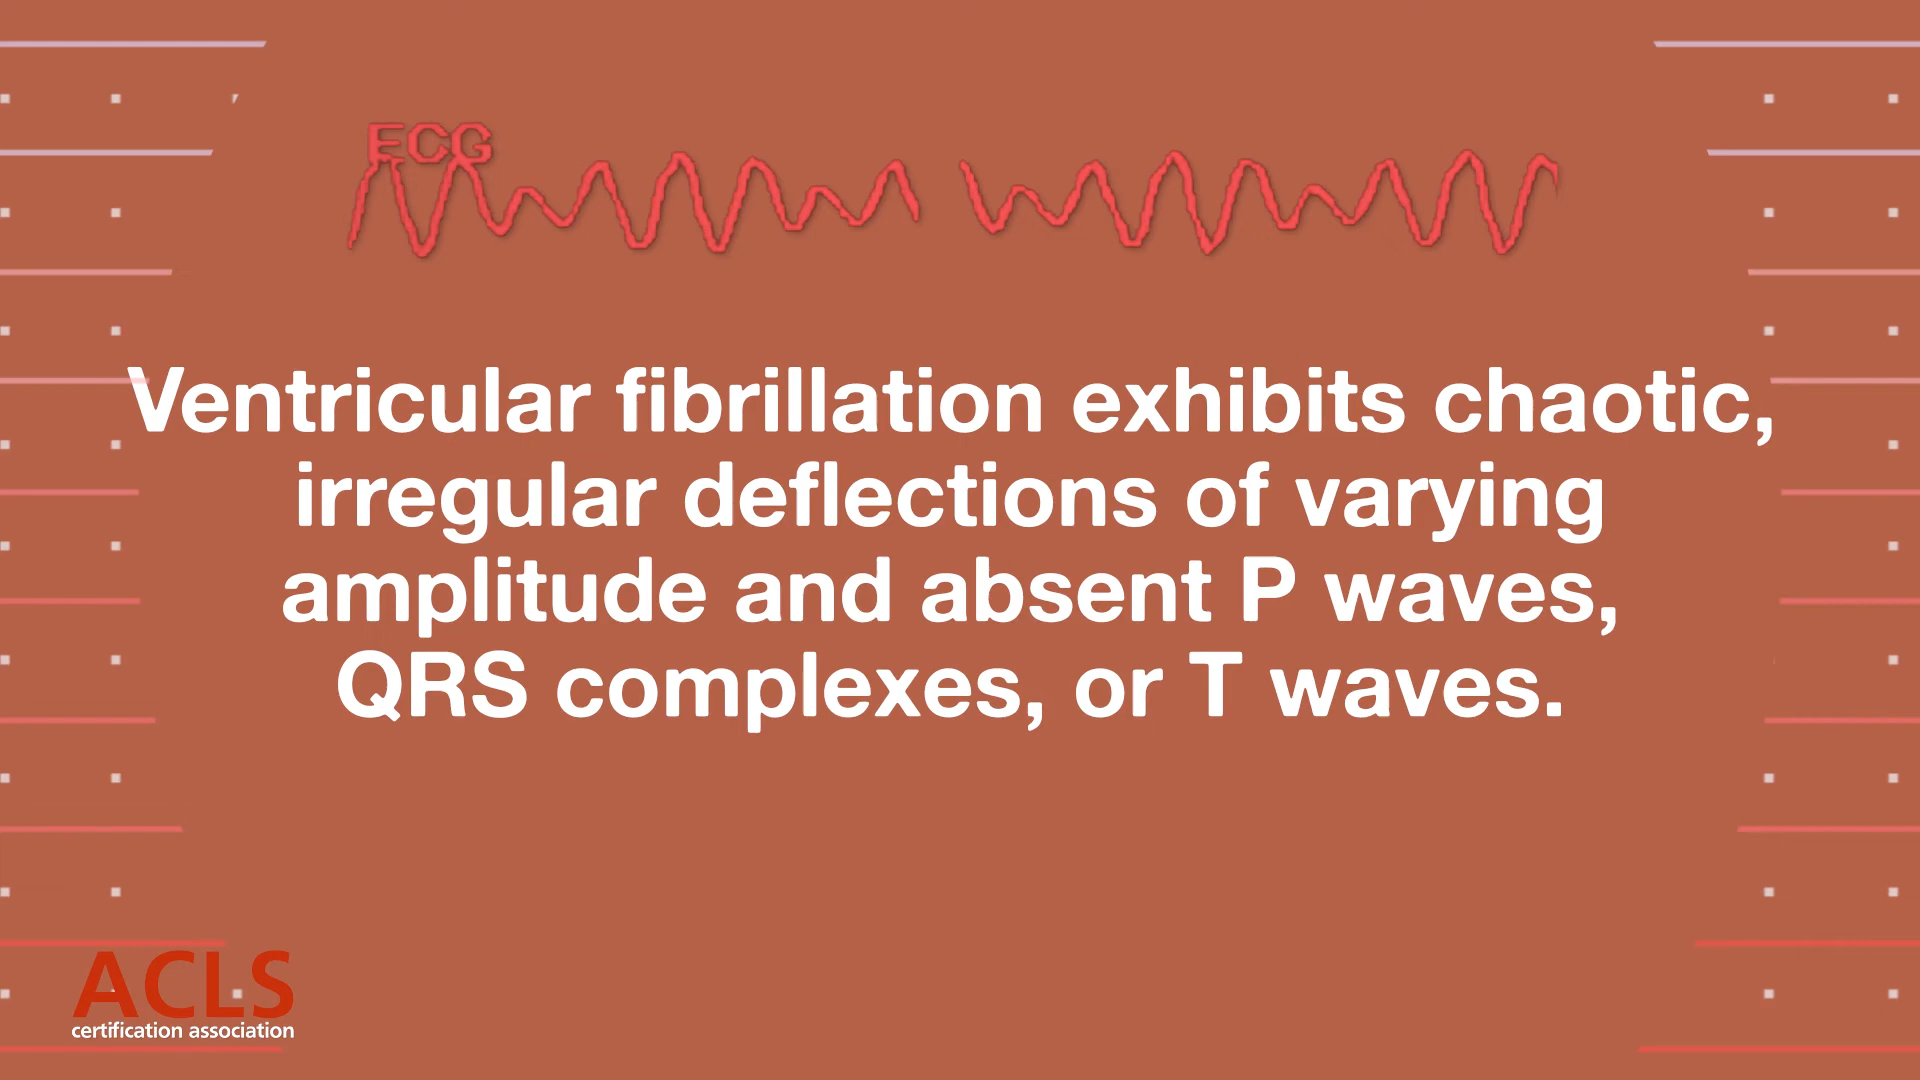 ECG
Ventricular fibrillation exhibits chaotic,
irregular deflections of varying
amplitude and absent P waves,
QRS complexes, or T waves.
ACLS
certification association